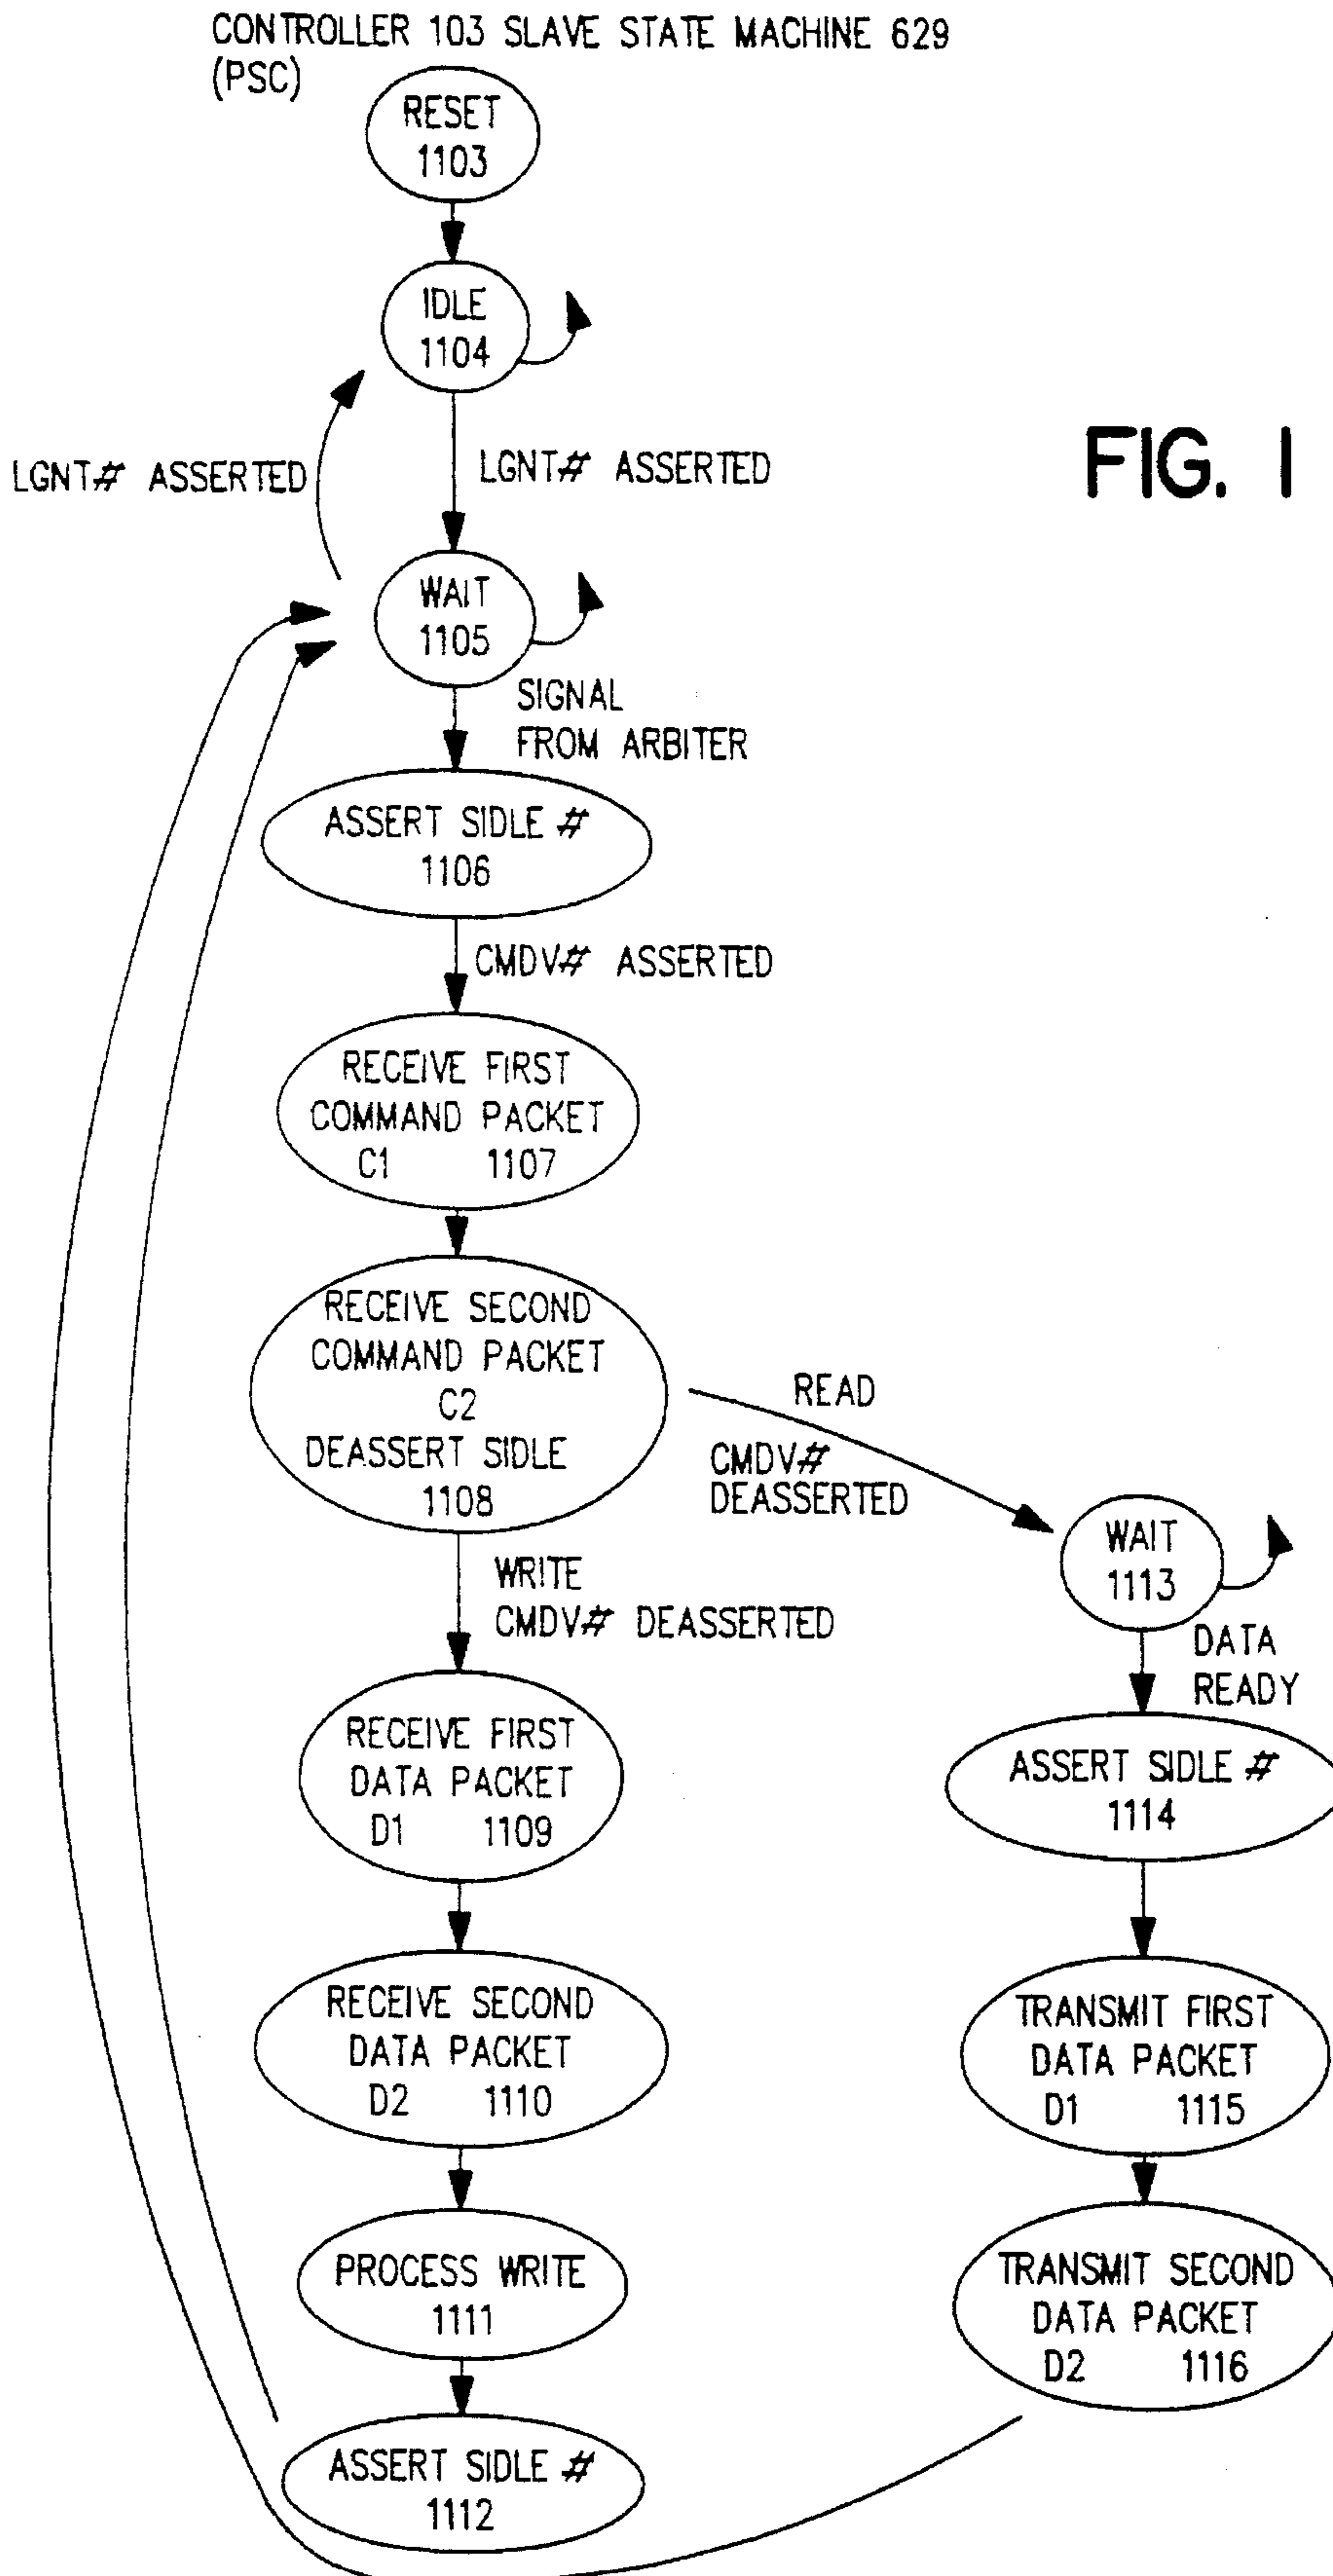 CONTROLLER 103 SLAVE STATE MACHINE 629
(PSC)
RESET
1103
IDLE
1104
LGNT# ASSERTED
LGNT# ASSERTED
FIG. 1
WAIT
1105
SIGNAL
FROM ARBITER
ASSERT SIDLE #
1106
CMDV# ASSERTED
RECEIVE FIRST
COMMAND PACKET
C1 1107
RECEIVE SECOND
COMMAND PACKET
C2
DEASSERT SIDLE
1108
READ
CMDV#
DEASSERTED
WAIT
1113
WRITE
CMDV# DEASSERTED
DATA
READY
RECEIVE FIRST
DATA PACKET
D1 1109
ASSERT SIDLE #
1114
RECEIVE SECOND
DATA PACKET
D2 1110
TRANSMIT FIRST
DATA PACKET
D1 1115
PROCESS WRITE
1111
TRANSMIT SECOND
DATA PACKET
D2 1116
ASSERT SIDLE #
1112